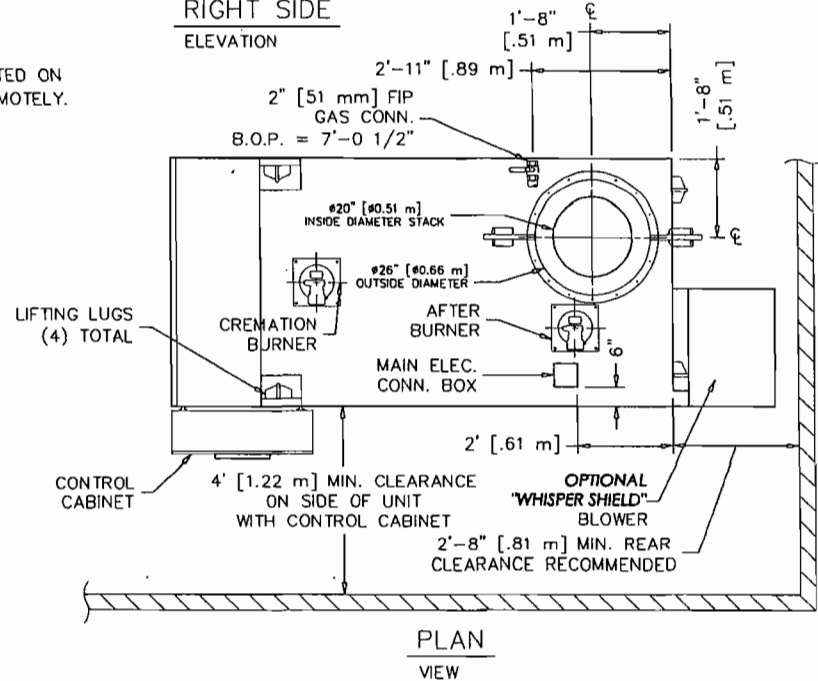 RIGHT SIDE
ELEVATION
TED ON
MOTELY.
1'-8"
[.51 m]
℄
2'-11" [.89 m]
1'-8"
[.51 m]
2" [51 mm] FIP
GAS CONN.
B.O.P. = 7'-0 1/2"
ø20" [ø0.51 m]
INSIDE DIAMETER STACK
℄
ø26" [ø0.66 m]
OUTSIDE DIAMETER
LIFTING LUGS
(4) TOTAL
CREMATION
BURNER
AFTER
BURNER
6"
MAIN ELEC.
CONN. BOX
2' [.61 m]
CONTROL
CABINET
4' [1.22 m] MIN. CLEARANCE
ON SIDE OF UNIT
WITH CONTROL CABINET
OPTIONAL
"WHISPER SHIELD"
BLOWER
2'-8" [.81 m] MIN. REAR
CLEARANCE RECOMMENDED
PLAN
VIEW